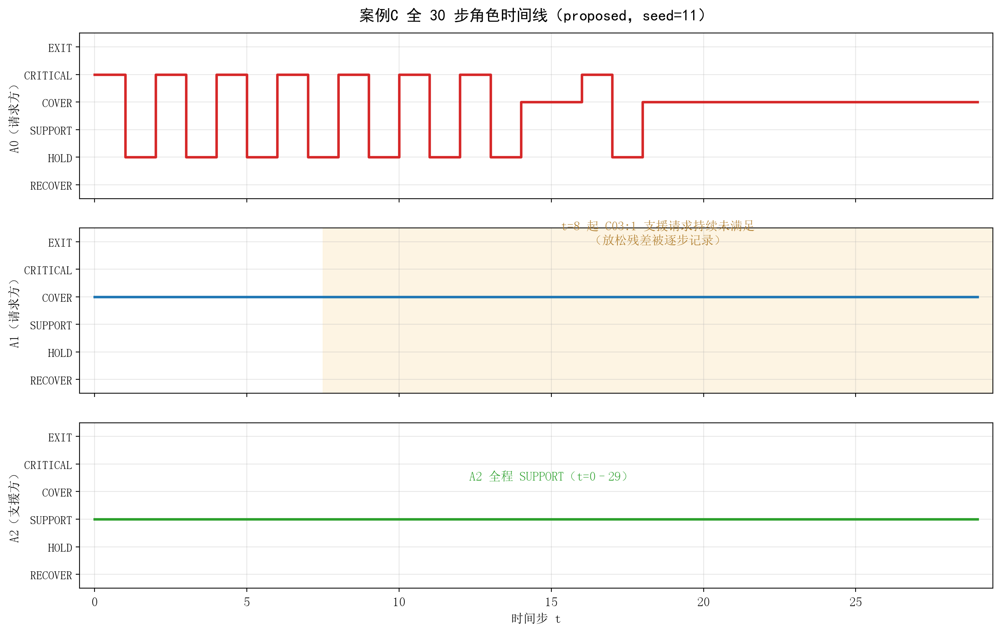 案例C 全 30 步角色时间线（proposed, seed=11）
A0（请求方）
EXIT
CRITICAL
COVER
SUPPORT
HOLD
RECOVER
A1（请求方）
t=8 起 C03:1 支援请求持续未满足
（放松残差被逐步记录）
EXIT
CRITICAL
COVER
SUPPORT
HOLD
RECOVER
A2（支援方）
EXIT
CRITICAL
A2 全程 SUPPORT（t=0–29）
COVER
SUPPORT
HOLD
RECOVER
0 5 10 15 20 25
时间步 t